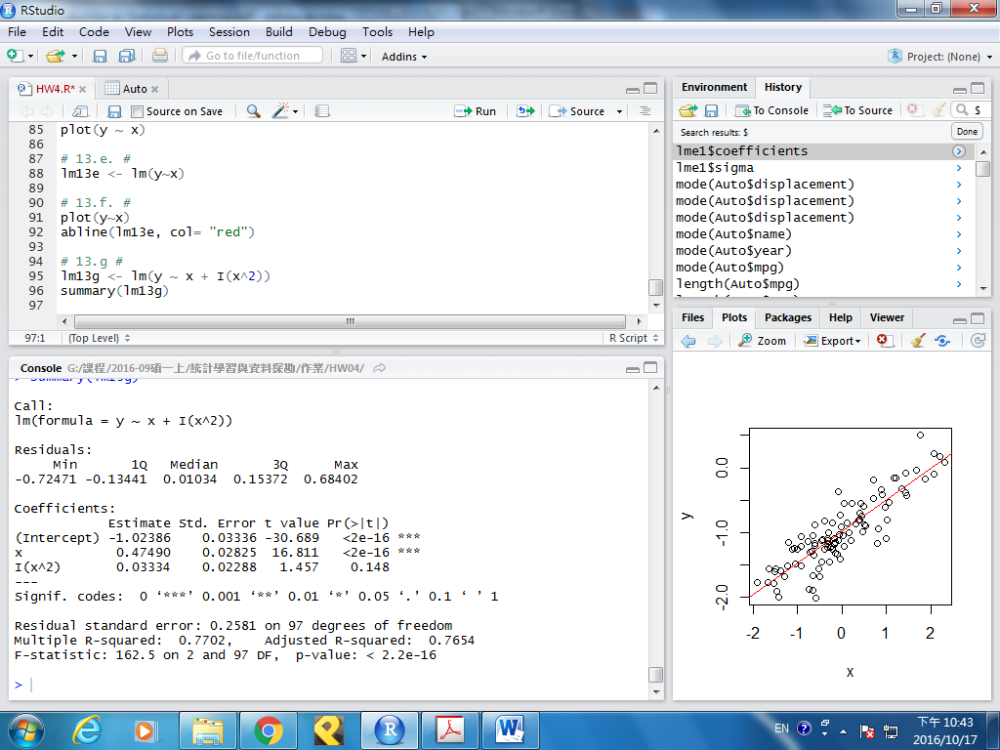 RStudio
File Edit Code View Plots Session Build Debug Tools Help
Go to file/function Addins Project: (None)
HW4.R* Auto
Source on Save Run Source
85 plot(y ~ x)
86
87 # 13.e. #
88 lm13e <- lm(y~x)
89
90 # 13.f. #
91 plot(y~x)
92 abline(lm13e, col= "red")
93
94 # 13.g #
95 lm13g <- lm(y ~ x + I(x^2))
96 summary(lm13g)
97
97:1 (Top Level) R Script
Console G:/課程/2016-09碩一上/統計學習與資料探勘/作業/HW04/
> summary(lm13g)
Call:
lm(formula = y ~ x + I(x^2))
Residuals:
Min 1Q Median 3Q Max
-0.72471 -0.13441 0.01034 0.15372 0.68402
Coefficients:
Estimate Std. Error t value Pr(>|t|)
(Intercept) -1.02386 0.03336 -30.689 <2e-16 ***
x 0.47490 0.02825 16.811 <2e-16 ***
I(x^2) 0.03334 0.02288 1.457 0.148
---
Signif. codes: 0 ‘***’ 0.001 ‘**’ 0.01 ‘*’ 0.05 ‘.’ 0.1 ‘ ’ 1
Residual standard error: 0.2581 on 97 degrees of freedom
Multiple R-squared: 0.7702, Adjusted R-squared: 0.7654
F-statistic: 162.5 on 2 and 97 DF, p-value: < 2.2e-16
>
Environment History
To Console To Source $
Search results: $ Done
lme1$coefficients
lme1$sigma
mode(Auto$displacement)
mode(Auto$displacement)
mode(Auto$displacement)
mode(Auto$name)
mode(Auto$year)
mode(Auto$mpg)
length(Auto$mpg)
Files Plots Packages Help Viewer
Zoom Export
0.0
-1.0
-2.0
y
-2 -1 0 1 2
x
EN
下午 10:43
2016/10/17